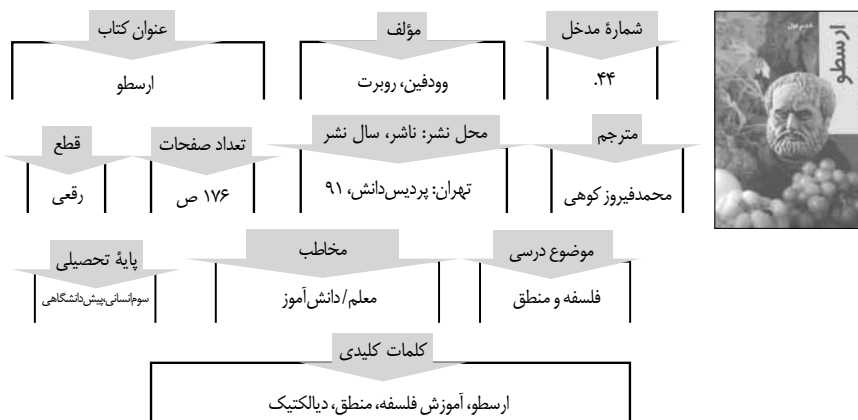 شمارهٔ مدخل
مؤلف
عنوان کتاب
۴۴.
وودفین، روبرت
ارسطو
مترجم
محل نشر: ناشر، سال نشر
تعداد صفحات
قطع
محمدفیروز کوهی
تهران: پردیس‌دانش، ۹۱
۱۷۶ ص
رقعی
موضوع درسی
مخاطب
پایهٔ تحصیلی
فلسفه و منطق
معلم/دانش‌آموز
سوم‌انسانی،پیش‌دانشگاهی
کلمات کلیدی
ارسطو، آموزش فلسفه، منطق، دیالکتیک
ارسطو
قدم اول